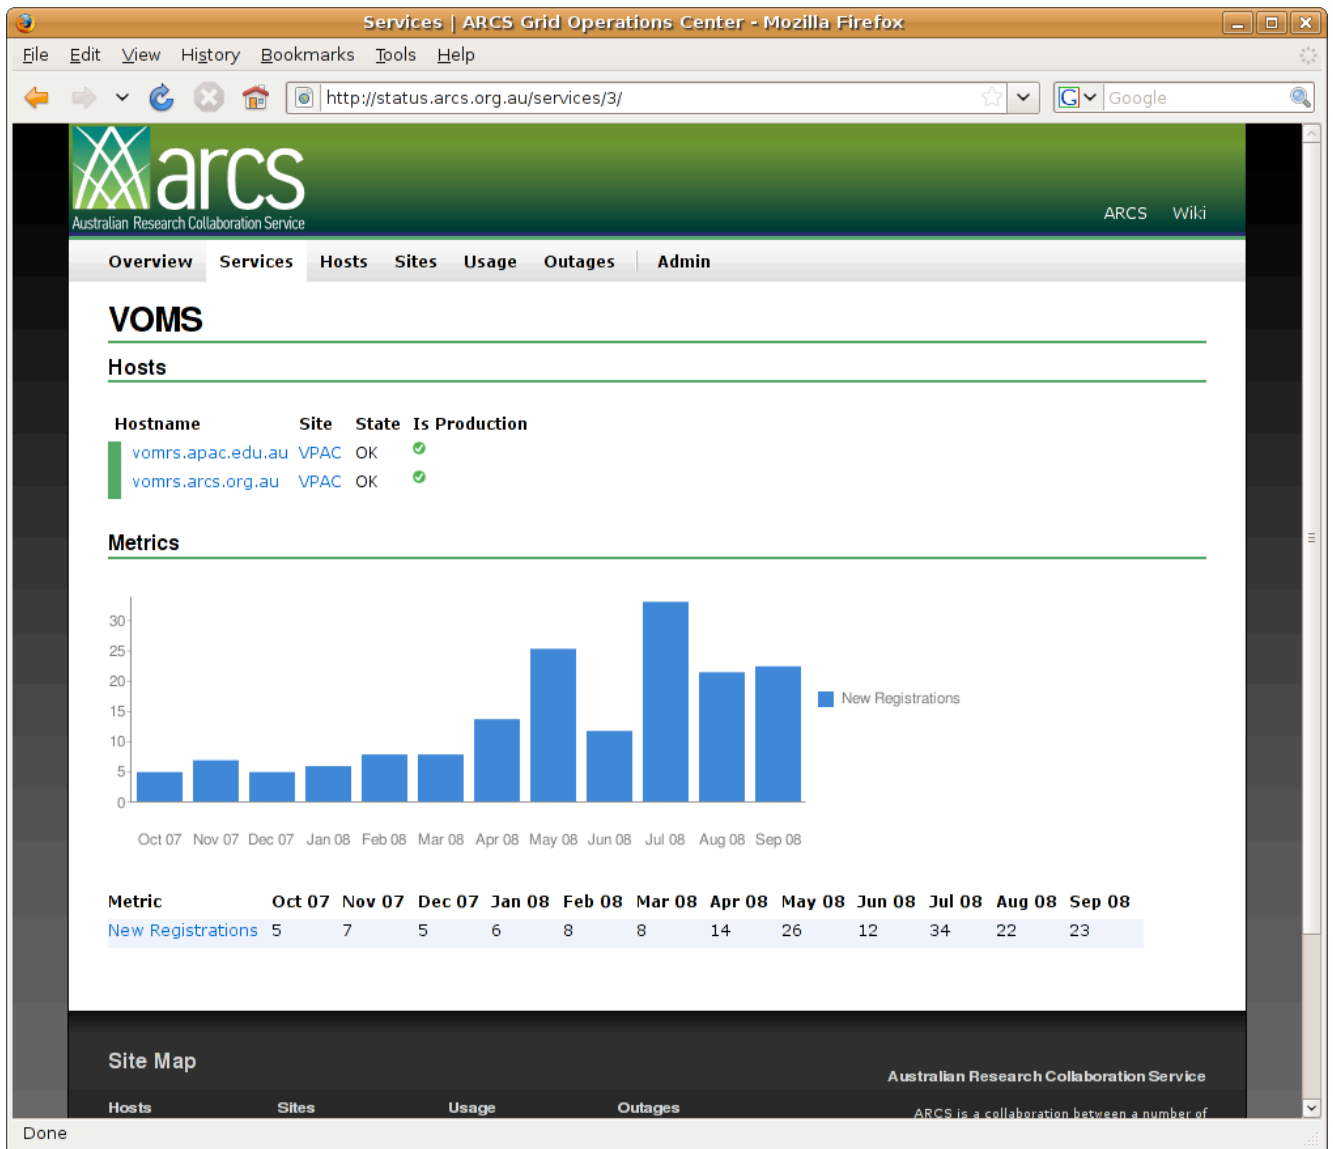 Services | ARCS Grid Operations Center - Mozilla Firefox
File Edit View History Bookmarks Tools Help
http://status.arcs.org.au/services/3/ G Google
arcs
Australian Research Collaboration Service
ARCS Wiki
Overview Services Hosts Sites Usage Outages Admin
VOMS
Hosts
Hostname Site State Is Production
vomrs.apac.edu.au VPAC OK
vomrs.arcs.org.au VPAC OK
Metrics
30
25
20
15
10
5
0
New Registrations
Oct 07 Nov 07 Dec 07 Jan 08 Feb 08 Mar 08 Apr 08 May 08 Jun 08 Jul 08 Aug 08 Sep 08
Metric Oct 07 Nov 07 Dec 07 Jan 08 Feb 08 Mar 08 Apr 08 May 08 Jun 08 Jul 08 Aug 08 Sep 08
New Registrations 5 7 5 6 8 8 14 26 12 34 22 23
Site Map
Australian Research Collaboration Service
Hosts Sites Usage Outages
ARCS is a collaboration between a number of
Done